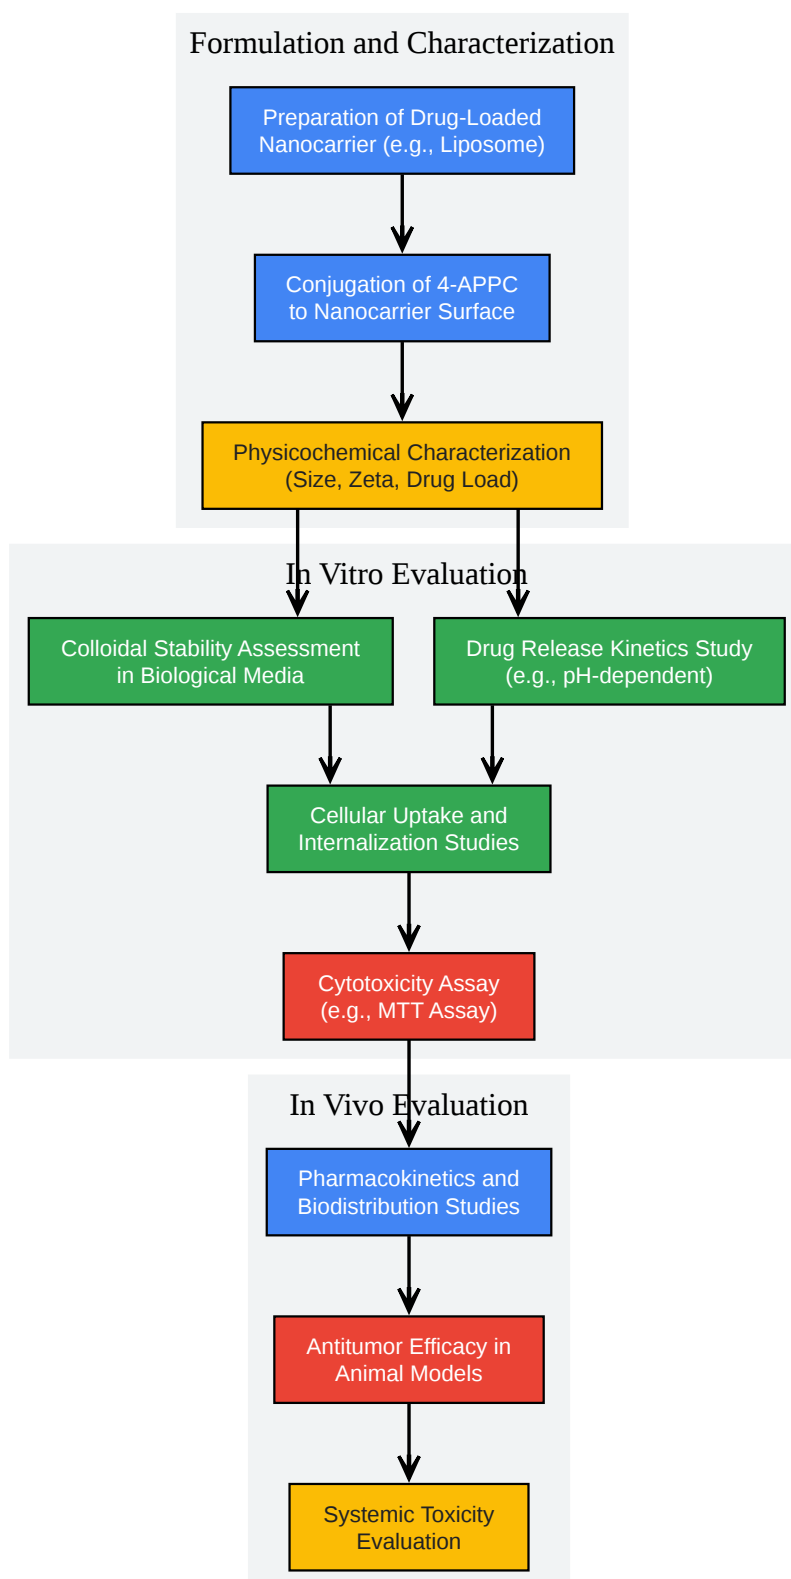 Formulation and Characterization
Preparation of Drug-Loaded
Nanocarrier (e.g., Liposome)
Conjugation of 4-APPC
to Nanocarrier Surface
Physicochemical Characterization
(Size, Zeta, Drug Load)
In Vitro Evaluation
Colloidal Stability Assessment
in Biological Media
Drug Release Kinetics Study
(e.g., pH-dependent)
Cellular Uptake and
Internalization Studies
Cytotoxicity Assay
(e.g., MTT Assay)
In Vivo Evaluation
Pharmacokinetics and
Biodistribution Studies
Antitumor Efficacy in
Animal Models
Systemic Toxicity
Evaluation